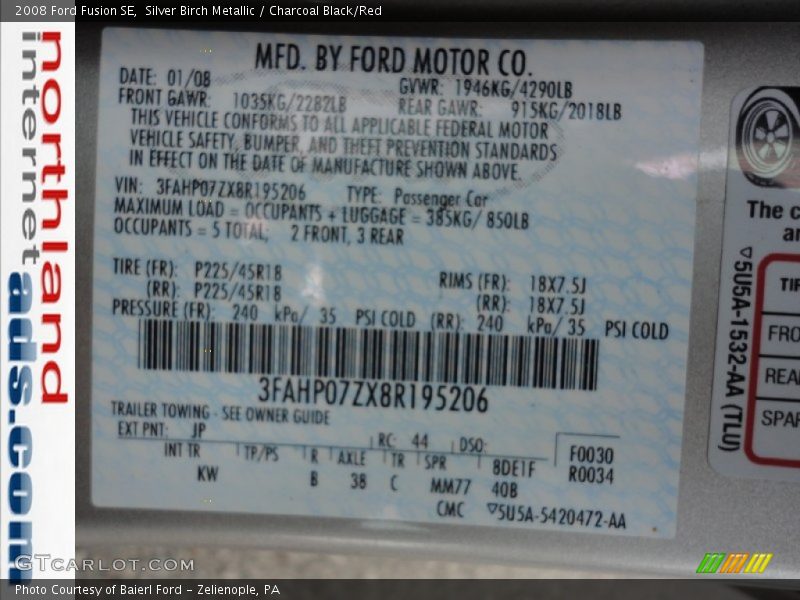 2008 Ford Fusion SE, Silver Birch Metallic / Charcoal Black/Red
MFD. BY FORD MOTOR CO.
DATE: 01/08 GVWR: 1946KG/4290LB
FRONT GAWR: 1035KG/2282LB REAR GAWR: 915KG/2018LB
THIS VEHICLE CONFORMS TO ALL APPLICABLE FEDERAL MOTOR
VEHICLE SAFETY, BUMPER, AND THEFT PREVENTION STANDARDS
IN EFFECT ON THE DATE OF MANUFACTURE SHOWN ABOVE.
VIN: 3FAHP07ZX8R195206 TYPE: Passenger Car
MAXIMUM LOAD = OCCUPANTS + LUGGAGE = 385KG/ 850LB
OCCUPANTS = 5 TOTAL, 2 FRONT, 3 REAR
TIRE (FR): P225/45R18 RIMS (FR): 18X7.5J
(RR): P225/45R18 (RR): 18X7.5J
PRESSURE (FR): 240 kPa/ 35 PSI COLD (RR): 240 kPa/ 35 PSI COLD
3FAHP07ZX8R195206
TRAILER TOWING - SEE OWNER GUIDE
EXT PNT: JP RC: 44 DSO: F0030
INT TR TP/PS R AXLE TR SPR 8DE1F R0034
KW B 38 C MM77 40B
CMC ▽5U5A-5420472-AA
The c
an
▽5U5A-1532-AA (TLU)
TIR
FRO
REA
SPAR
northland
internet
ads.com
GTCARLOT.COM
Photo Courtesy of Baierl Ford - Zelienople, PA